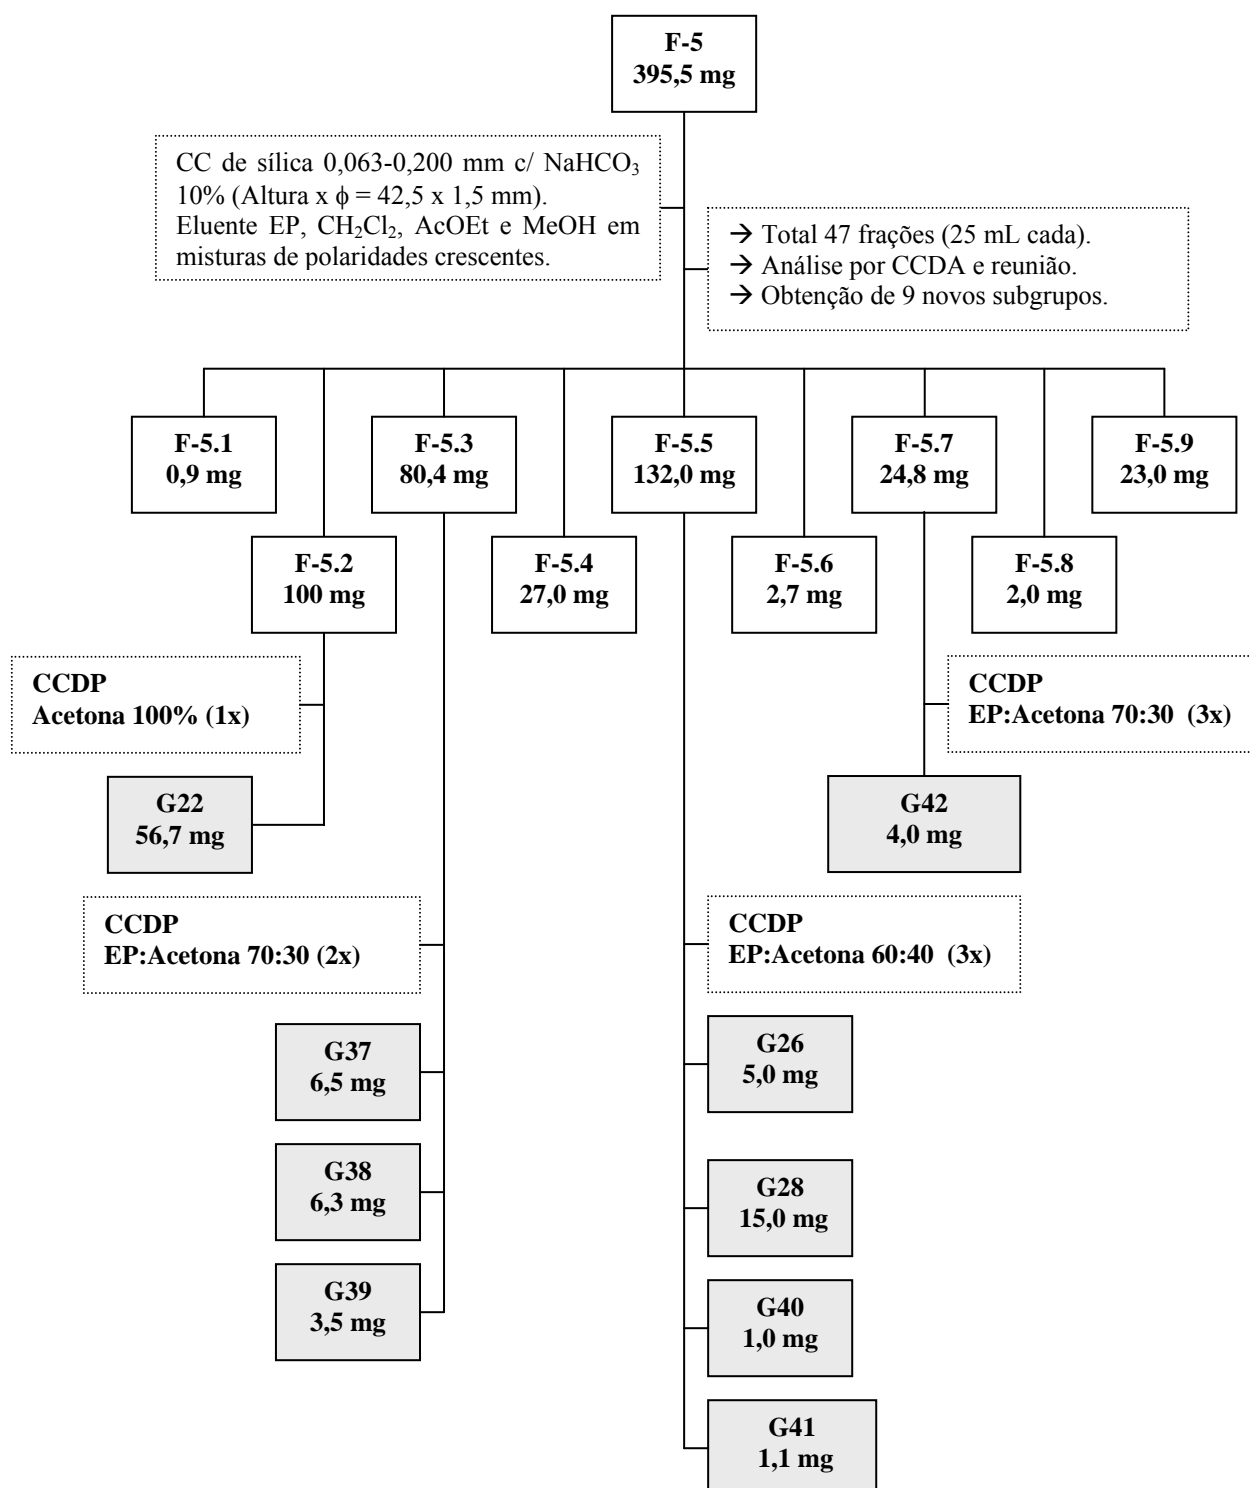 F-5
395,5 mg
CC de sílica 0,063-0,200 mm c/ NaHCO₃
10% (Altura x ϕ = 42,5 x 1,5 mm).
Eluente EP, CH₂Cl₂, AcOEt e MeOH em
misturas de polaridades crescentes.
→ Total 47 frações (25 mL cada).
→ Análise por CCDA e reunião.
→ Obtenção de 9 novos subgrupos.
F-5.1
0,9 mg
F-5.3
80,4 mg
F-5.5
132,0 mg
F-5.7
24,8 mg
F-5.9
23,0 mg
F-5.2
100 mg
F-5.4
27,0 mg
F-5.6
2,7 mg
F-5.8
2,0 mg
CCDP
Acetona 100% (1x)
CCDP
EP:Acetona 70:30 (3x)
G22
56,7 mg
G42
4,0 mg
CCDP
EP:Acetona 70:30 (2x)
CCDP
EP:Acetona 60:40 (3x)
G37
6,5 mg
G38
6,3 mg
G39
3,5 mg
G26
5,0 mg
G28
15,0 mg
G40
1,0 mg
G41
1,1 mg